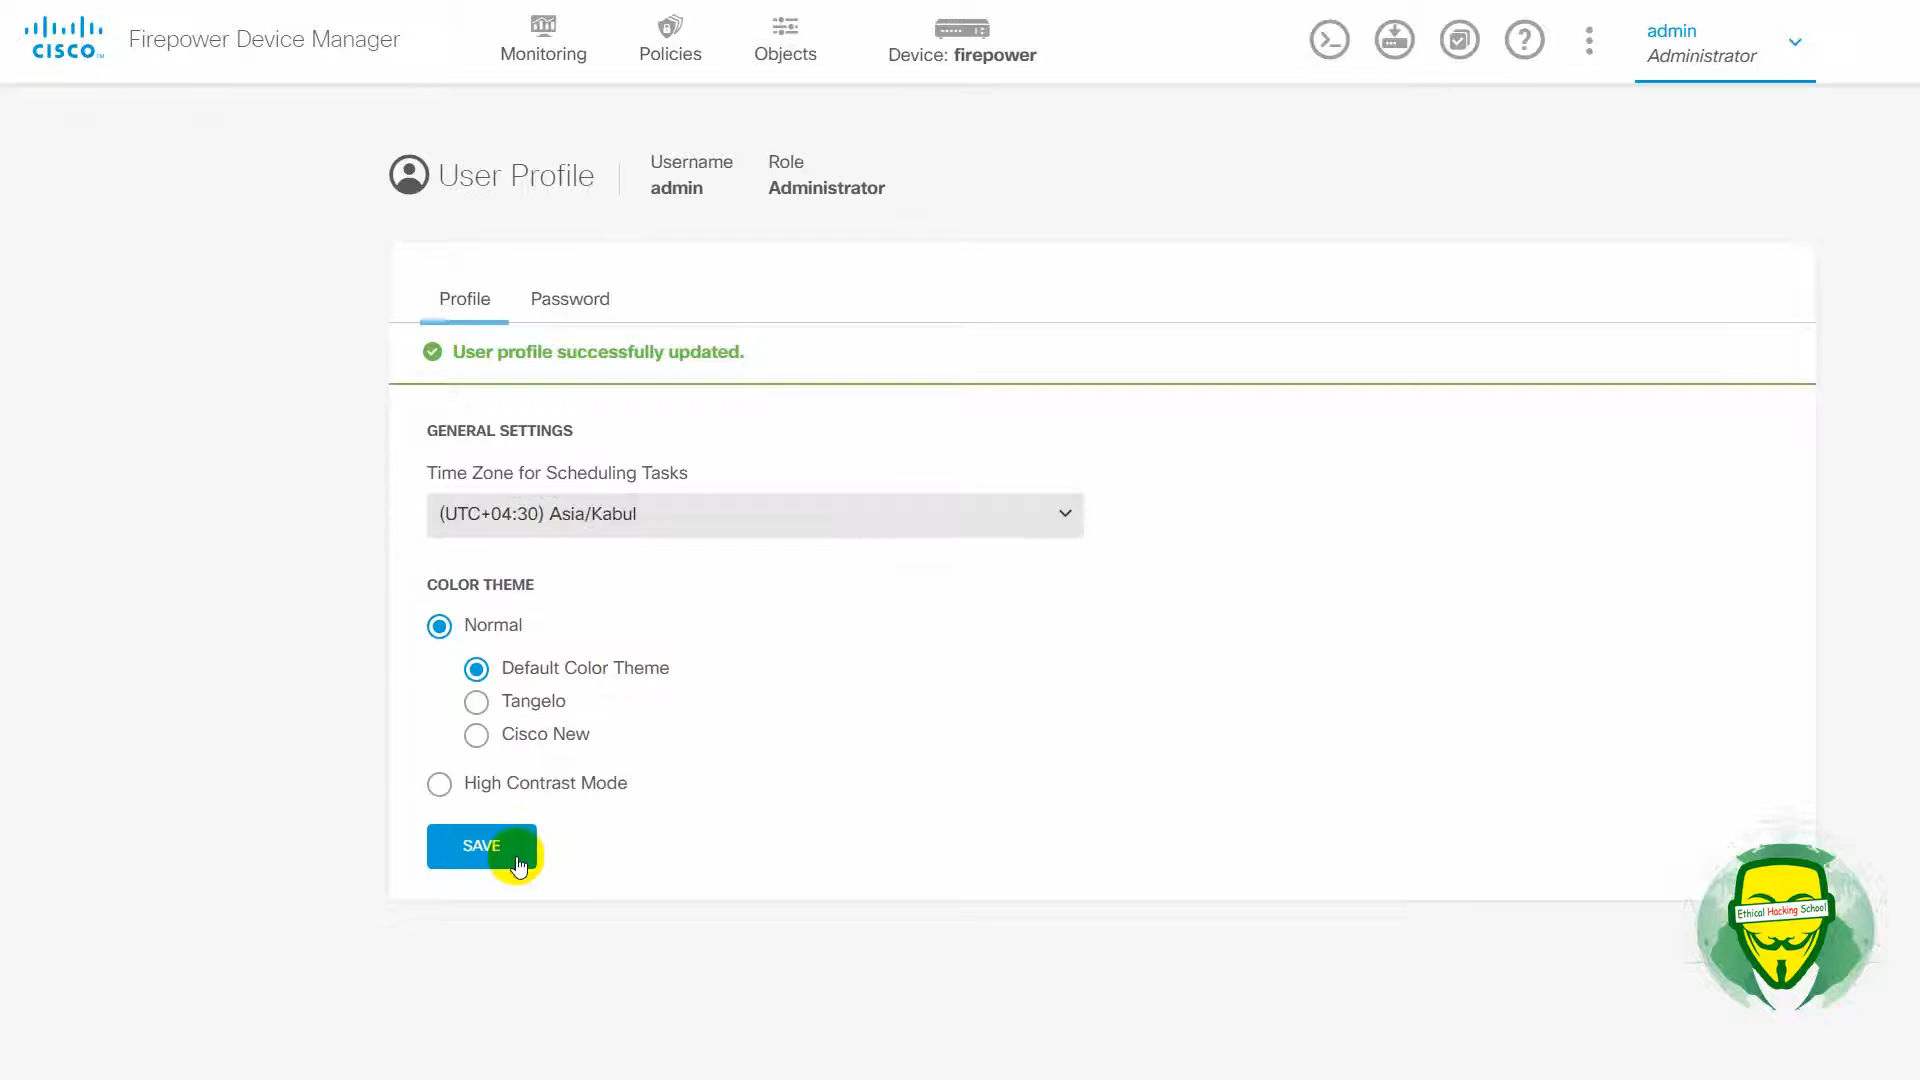 CISCO
Firepower Device Manager
Monitoring
Policies
Objects
Device: firepower
admin
Administrator
User Profile
Username
admin
Role
Administrator
Profile
Password
User profile successfully updated.
GENERAL SETTINGS
Time Zone for Scheduling Tasks
(UTC+04:30) Asia/Kabul
COLOR THEME
Normal
Default Color Theme
Tangelo
Cisco New
High Contrast Mode
SAVE
Ethical Hacking School